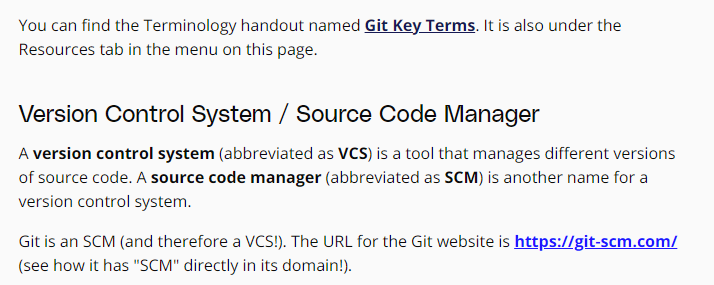 You can find the Terminology handout named Git Key Terms. It is also under the
Resources tab in the menu on this page.
Version Control System / Source Code Manager
A version control system (abbreviated as VCS) is a tool that manages different versions
of source code. A source code manager (abbreviated as SCM) is another name for a
version control system.
Git is an SCM (and therefore a VCS!). The URL for the Git website is https://git-scm.com/
(see how it has "SCM" directly in its domain!).